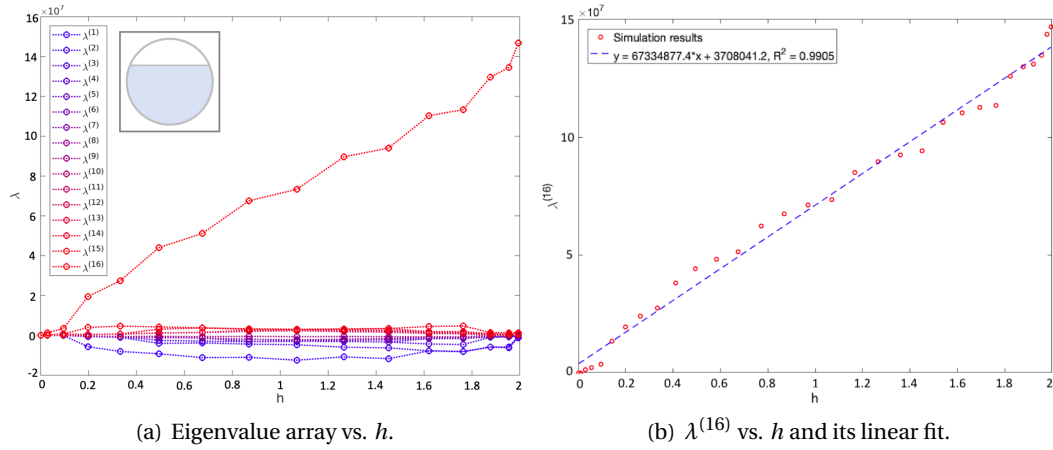 ×10⁷
16
14
12
10
8
6
4
2
0
-2
λ
λ⁽¹⁾
λ⁽²⁾
λ⁽³⁾
λ⁽⁴⁾
λ⁽⁵⁾
λ⁽⁶⁾
λ⁽⁷⁾
λ⁽⁸⁾
λ⁽⁹⁾
λ⁽¹⁰⁾
λ⁽¹¹⁾
λ⁽¹²⁾
λ⁽¹³⁾
λ⁽¹⁴⁾
λ⁽¹⁵⁾
λ⁽¹⁶⁾
0 0.2 0.4 0.6 0.8 1 1.2 1.4 1.6 1.8 2
h
(a) Eigenvalue array vs. h.
×10⁷
15
10
5
0
λ⁽¹⁶⁾
Simulation results
y = 67334877.4*x + 3708041.2, R² = 0.9905
0 0.2 0.4 0.6 0.8 1 1.2 1.4 1.6 1.8 2
h
(b) λ⁽¹⁶⁾ vs. h and its linear fit.